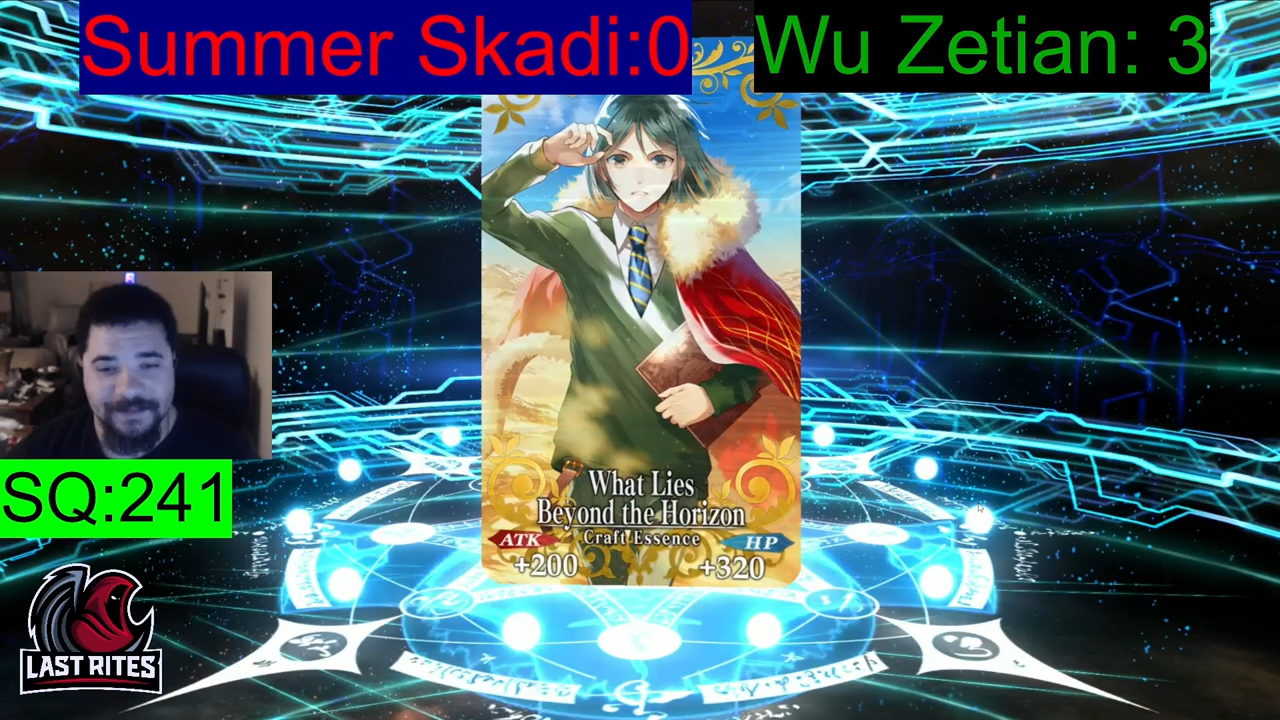 Summer Skadi:0
Wu Zetian: 3
What Lies
Beyond the Horizon
ATK
Craft Essence
HP
+200
+320
SQ:241
LAST RITES